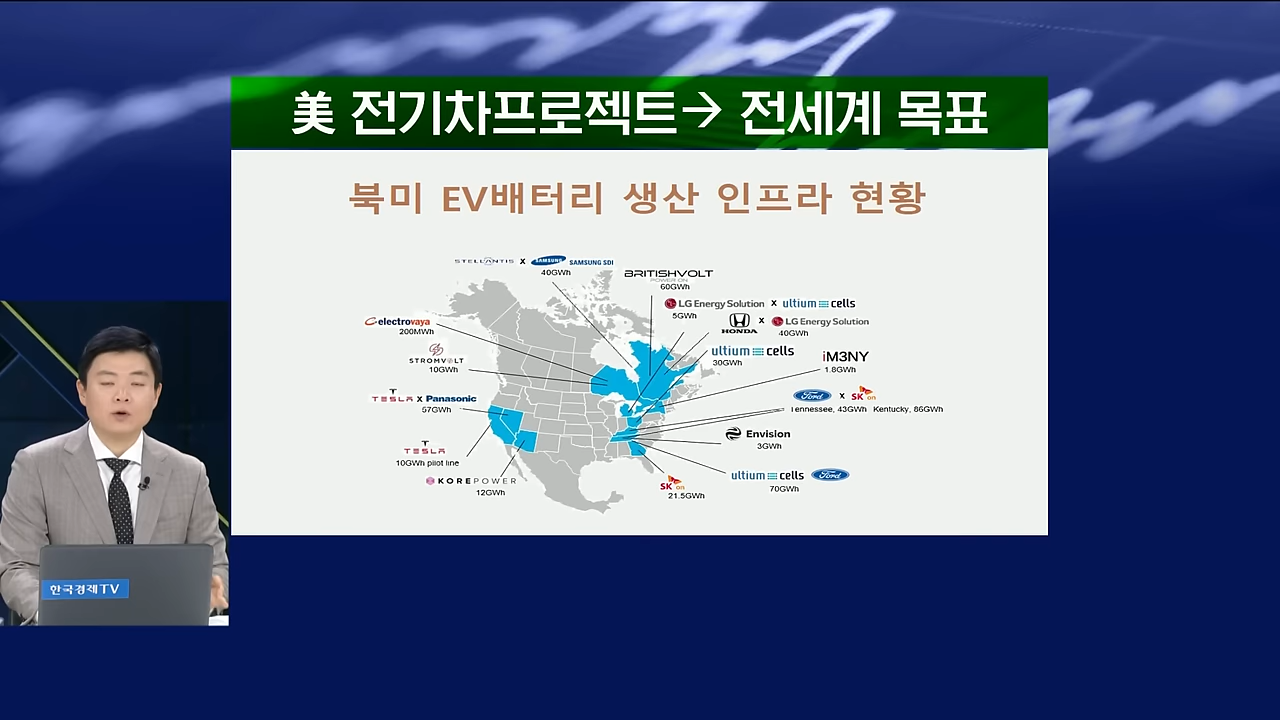 美 전기차프로젝트→ 전세계 목표
북미 EV배터리 생산 인프라 현황
STELLANTIS X SAMSUNG SAMSUNG SDI
40GWh
BRITISHVOLT
POWER ON
60GWh
LG Energy Solution X ultium cells
5GWh
HONDA X LG Energy Solution
40GWh
electrovaya
200MWh
STROMVOLT
10GWh
ultium cells
30GWh
iM3NY
1.8GWh
TESLA X Panasonic
57GWh
Ford X SK on
Tennessee, 43GWh Kentucky, 86GWh
Envision
3GWh
TESLA
10GWh pilot line
KOREPOWER
12GWh
SK on
21.5GWh
ultium cells Ford
70GWh
한국경제TV